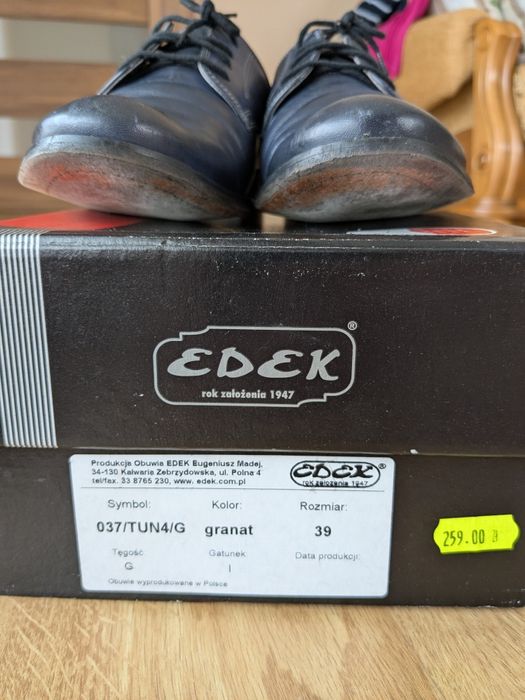 EDEK ®
rok założenia 1947
Produkcja Obuwia EDEK Eugeniusz Madej,
34-130 Kalwaria Zebrzydowska, ul. Polna 4
tel/fax. 33 8765 230, www. edek.com.pl
EDEK ®
rok założenia 1947
Symbol: Kolor: Rozmiar:
037/TUN4/G granat 39
Tęgość: Gatunek Data produkcji:
G I
Obuwie wyprodukowane w Polsce
259.00 zł